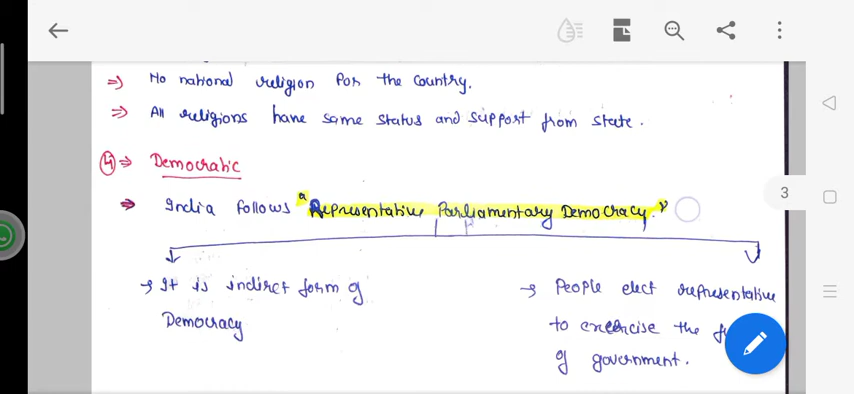 ⇒ No national religion for the country.
⇒ All religions have same status and support from state.
4 ⇒ Democratic
→ India follows "Representative Parliamentary Democracy."
3
→ It is indirect form of
Democracy
→ People elect representative
to exercise the
of government.